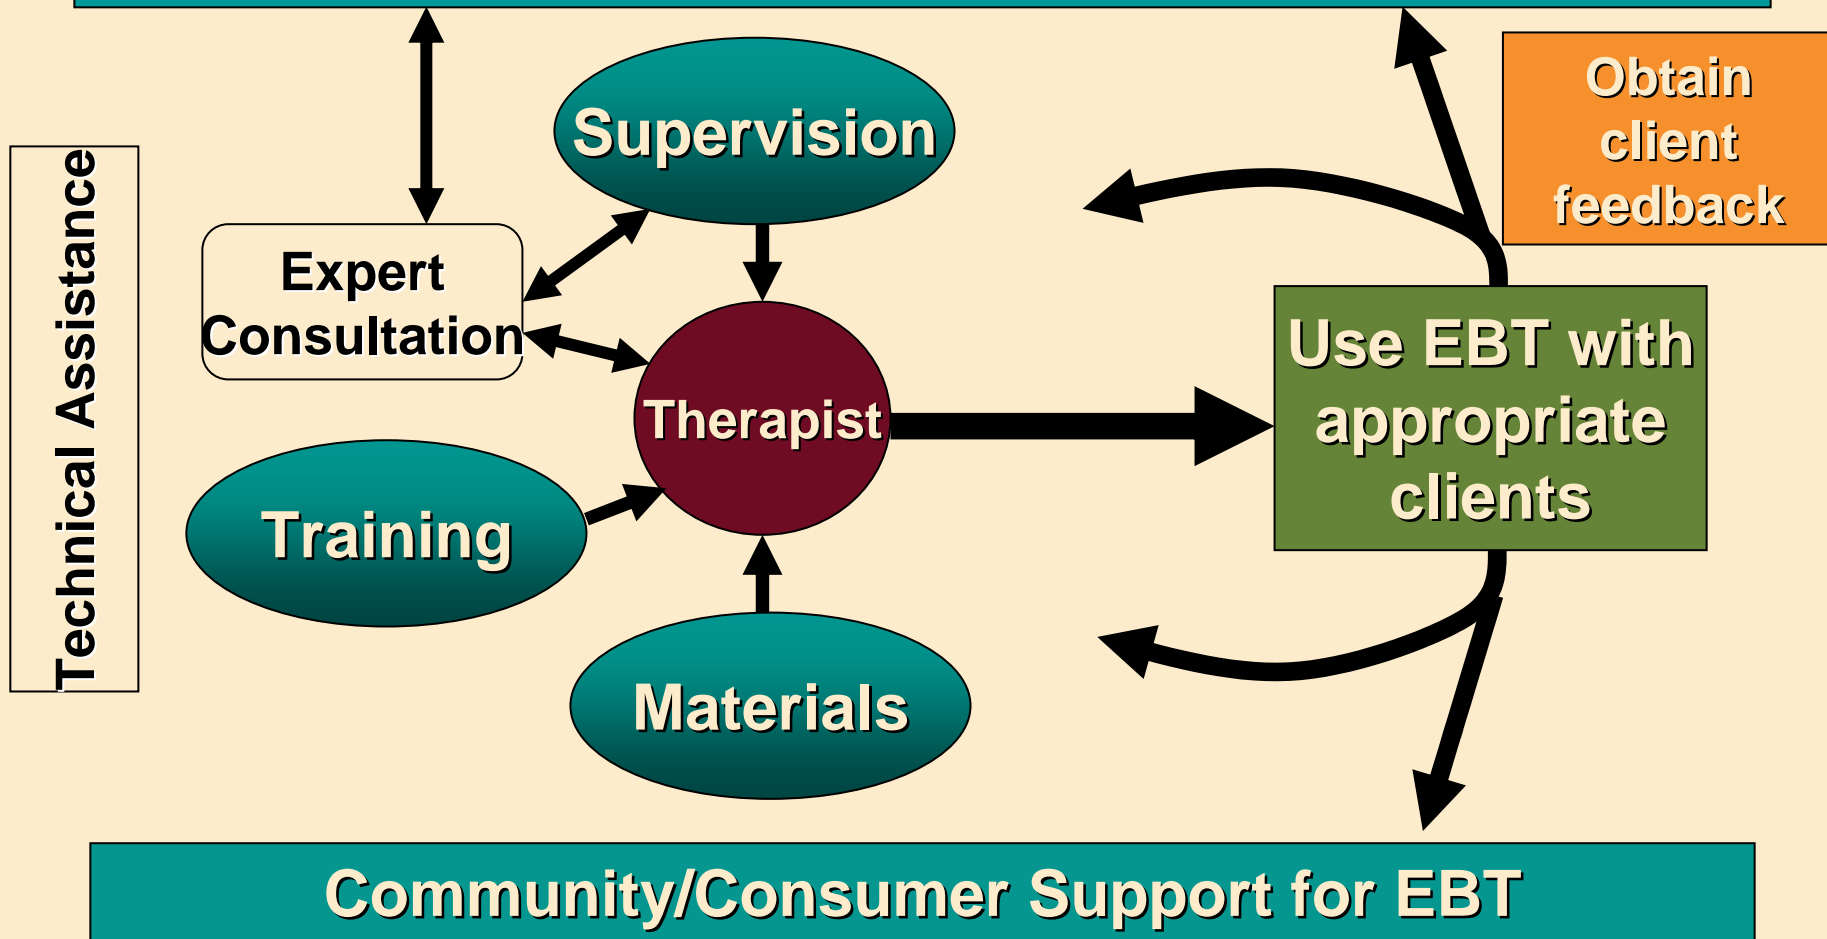 Obtain
client
feedback
Supervision
Technical Assistance
Expert
Consultation
Use EBT with
appropriate
clients
Therapist
Training
Materials
Community/Consumer Support for EBT